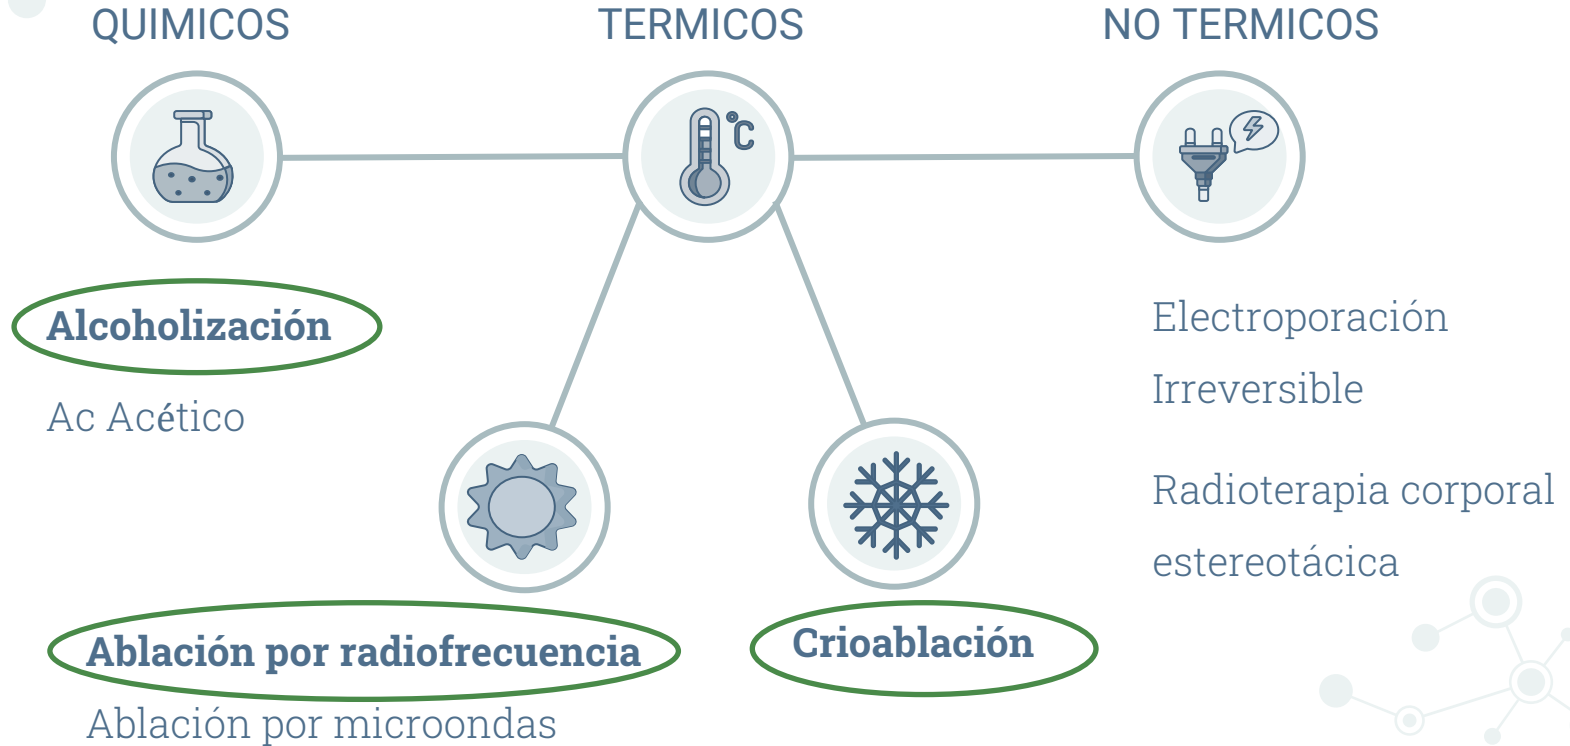 QUIMICOS
TERMICOS
NO TERMICOS
°C
Alcoholización
Ac Acético
Ablación por radiofrecuencia
Ablación por microondas
Crioablación
Electroporación
Irreversible
Radioterapia corporal
estereotácica